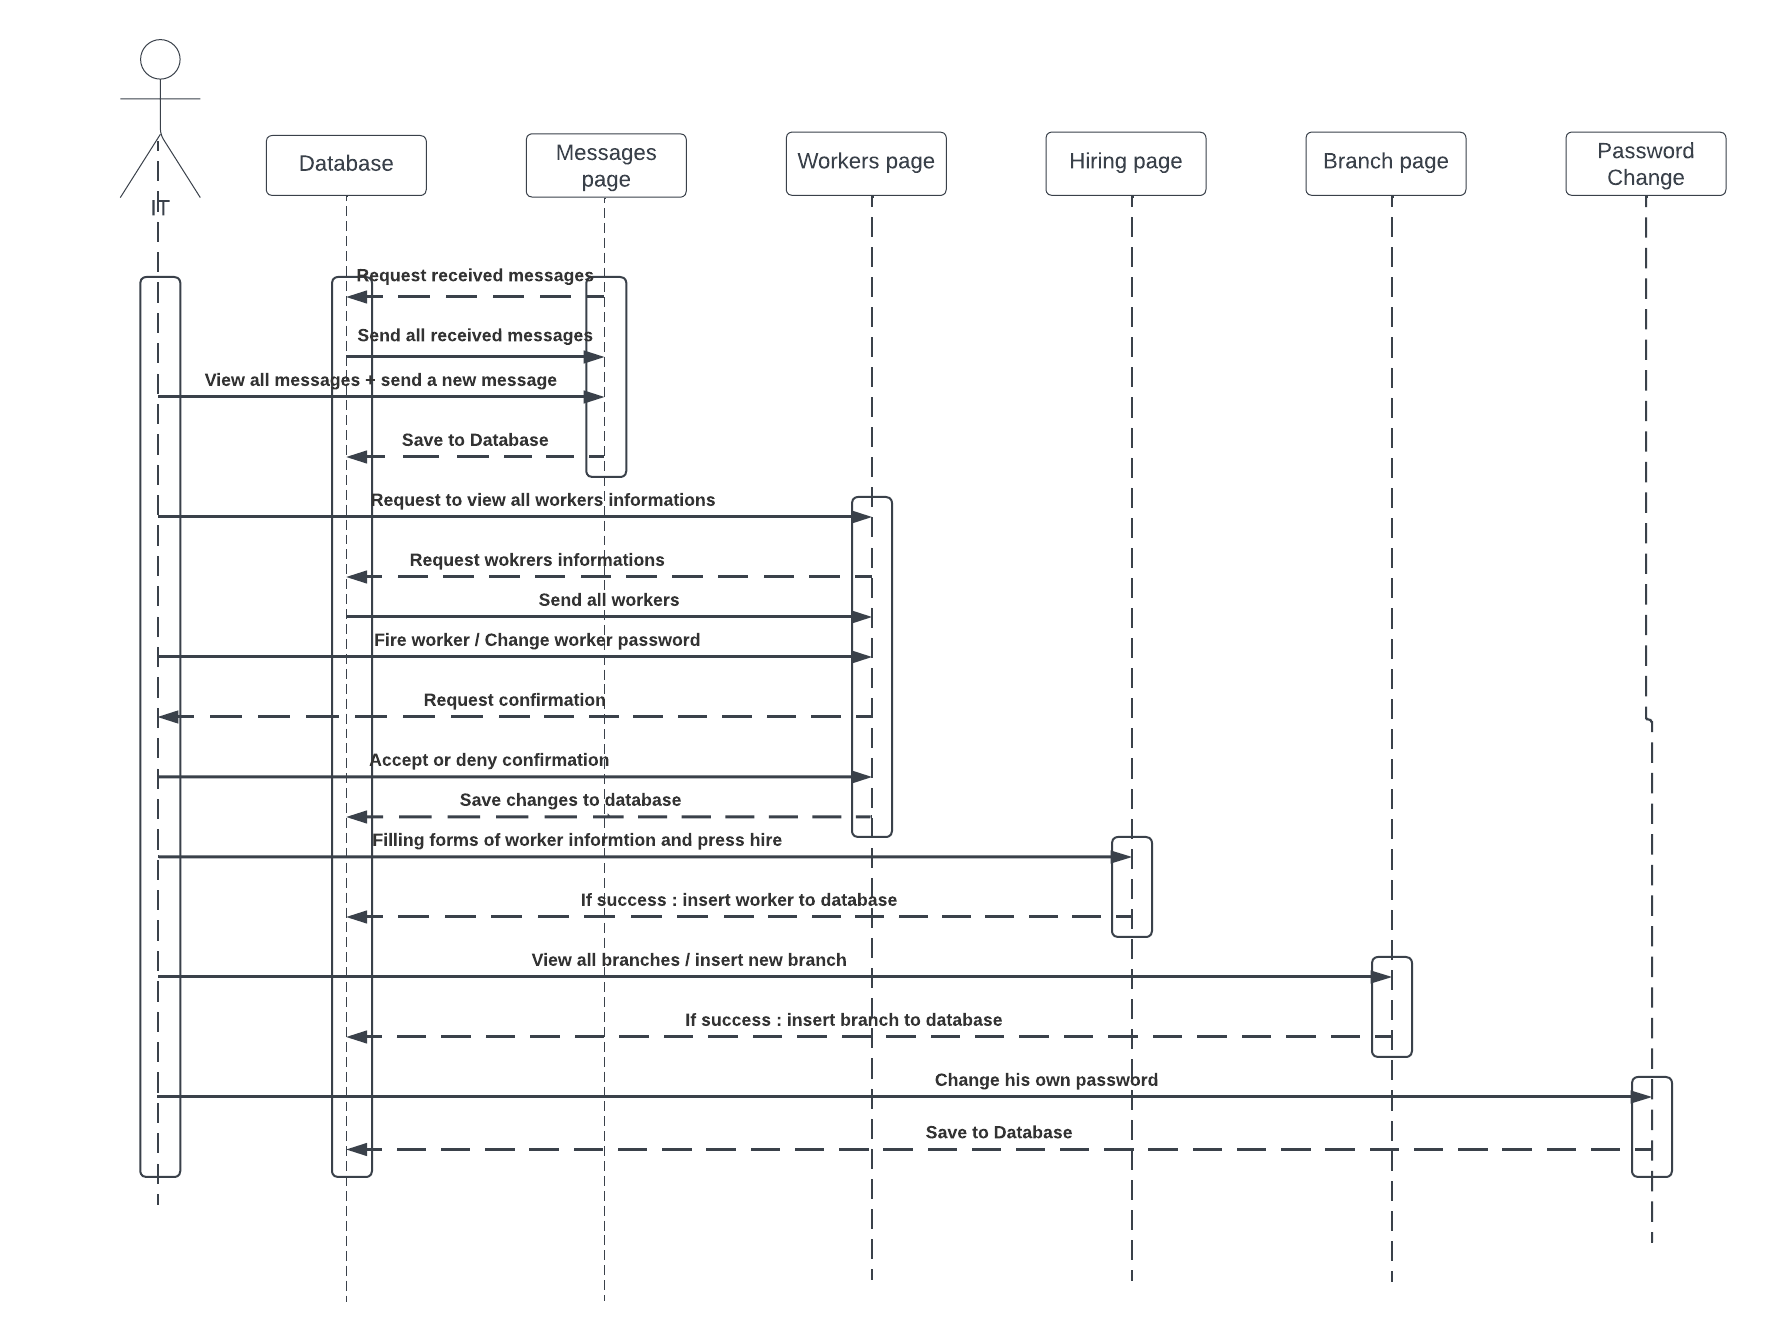 Database
Messages
page
Workers page
Hiring page
Branch page
Password
Change
IT
Request received messages
Send all received messages
View all messages + send a new message
Save to Database
Request to view all workers informations
Request wokrers informations
Send all workers
Fire worker / Change worker password
Request confirmation
Accept or deny confirmation
Save changes to database
Filling forms of worker informtion and press hire
If success : insert worker to database
View all branches / insert new branch
If success : insert branch to database
Change his own password
Save to Database